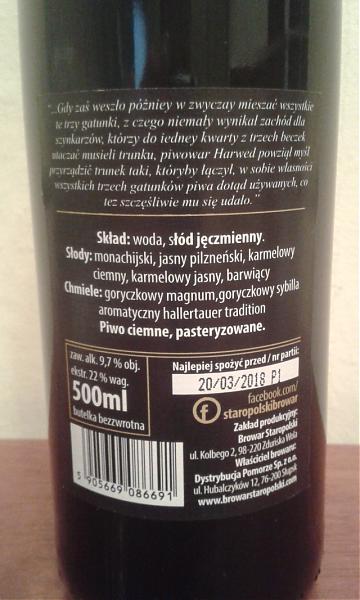 “...Gdy zaś weszło później w zwyczay mieszać wszystkie
te trzy gatunki, z czego niemały wynikał zachód dla
szynkarzów, którzy do iedney kwarty z trzech beczek
utaczać musieli trunku, piwowar Harwed powziął myśl
przyrządzić trunek taki, któryby łączył, w sobie własności
wszystkich trzech gatunków piwa dotąd używanych, co
tez szczęśliwie mu się udało.”
Skład: woda, słód jęczmienny.
Słody: monachijski, jasny pilzneński, karmelowy
ciemny, karmelowy jasny, barwiący
Chmiele: goryczkowy magnum,goryczkowy sybilla
aromatyczny hallertauer tradition
Piwo ciemne, pasteryzowane.
zaw. alk. 9,7 % obj.
ekstr. 22 % wag.
500ml
butelka bezzwrotna
5 905669 086691
Najlepiej spożyć przed / nr partii:
20/03/2018 P1
facebook.com/
staropolskibrowar
Zakład produkcyjny:
Browar Staropolski
ul. Kolbego 2, 98-220 Zduńska Wola
Właściciel browaru:
Dystrybucja Pomorze Sp. z o.o.
ul. Hubalczyków 12, 76-200 Słupsk
www.browarstaropolski.com